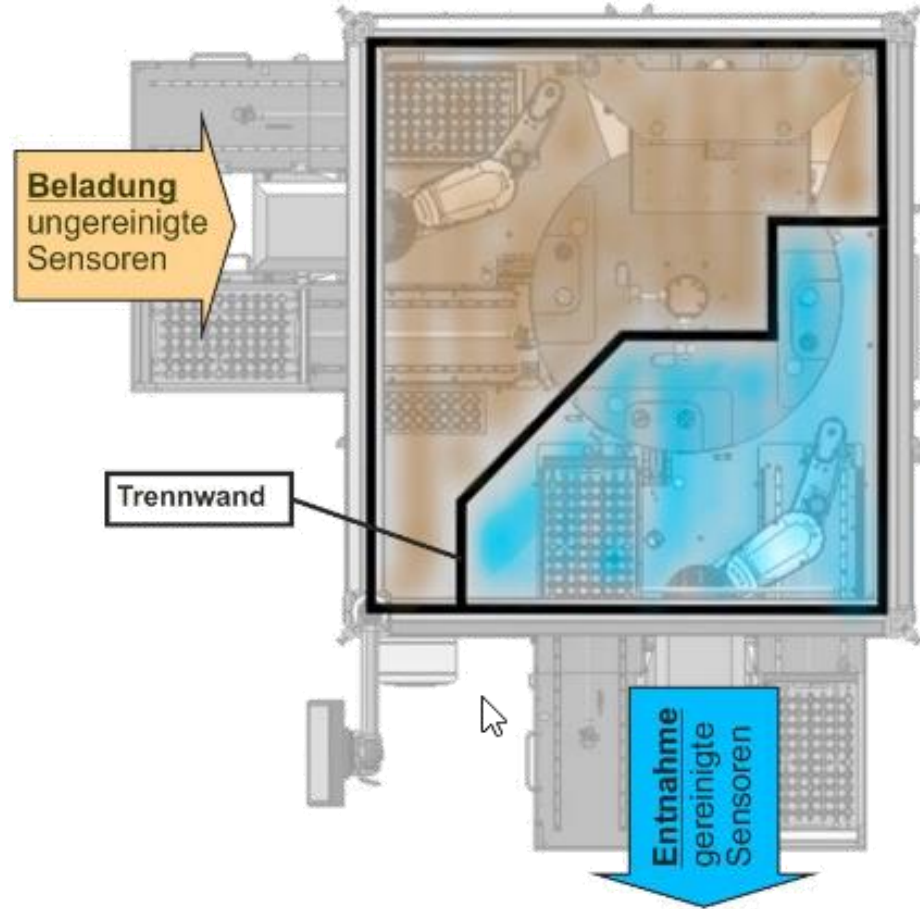 Beladung
ungereinigte
Sensoren
Trennwand
Entnahme
gereinigte
Sensoren